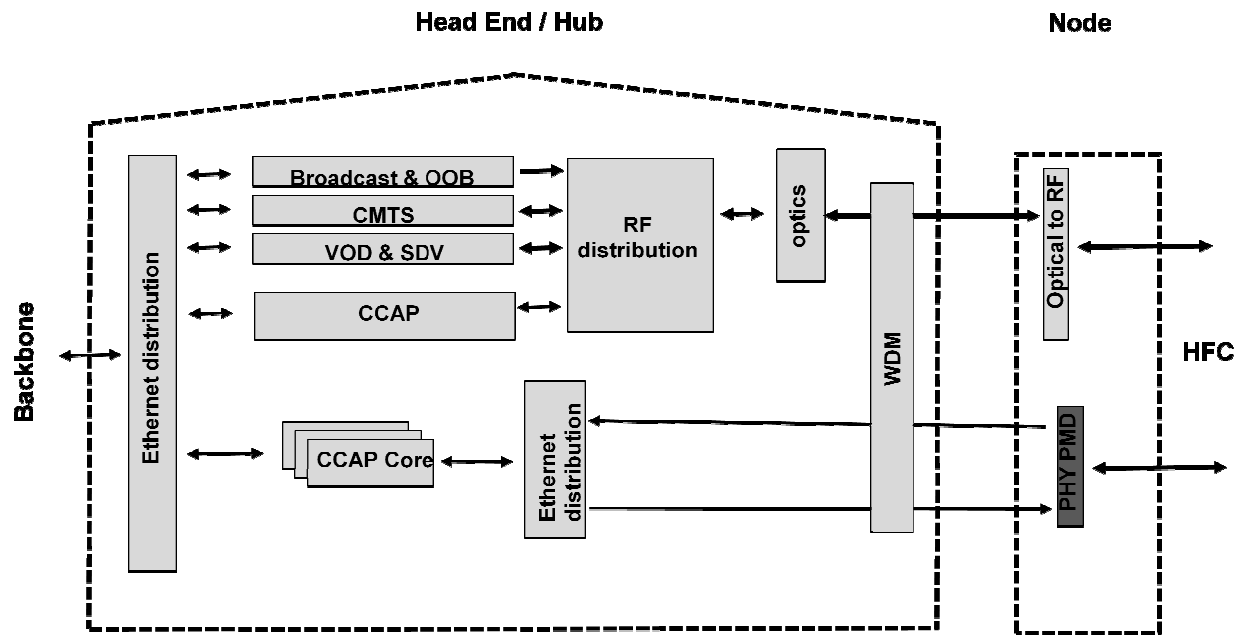 Head End / Hub
Node
Broadcast & OOB
CMTS
VOD & SDV
CCAP
RF
distribution
optics
Optical to RF
Ethernet distribution
Backbone
WDM
HFC
CCAP Core
Ethernet
distribution
PHY PMD